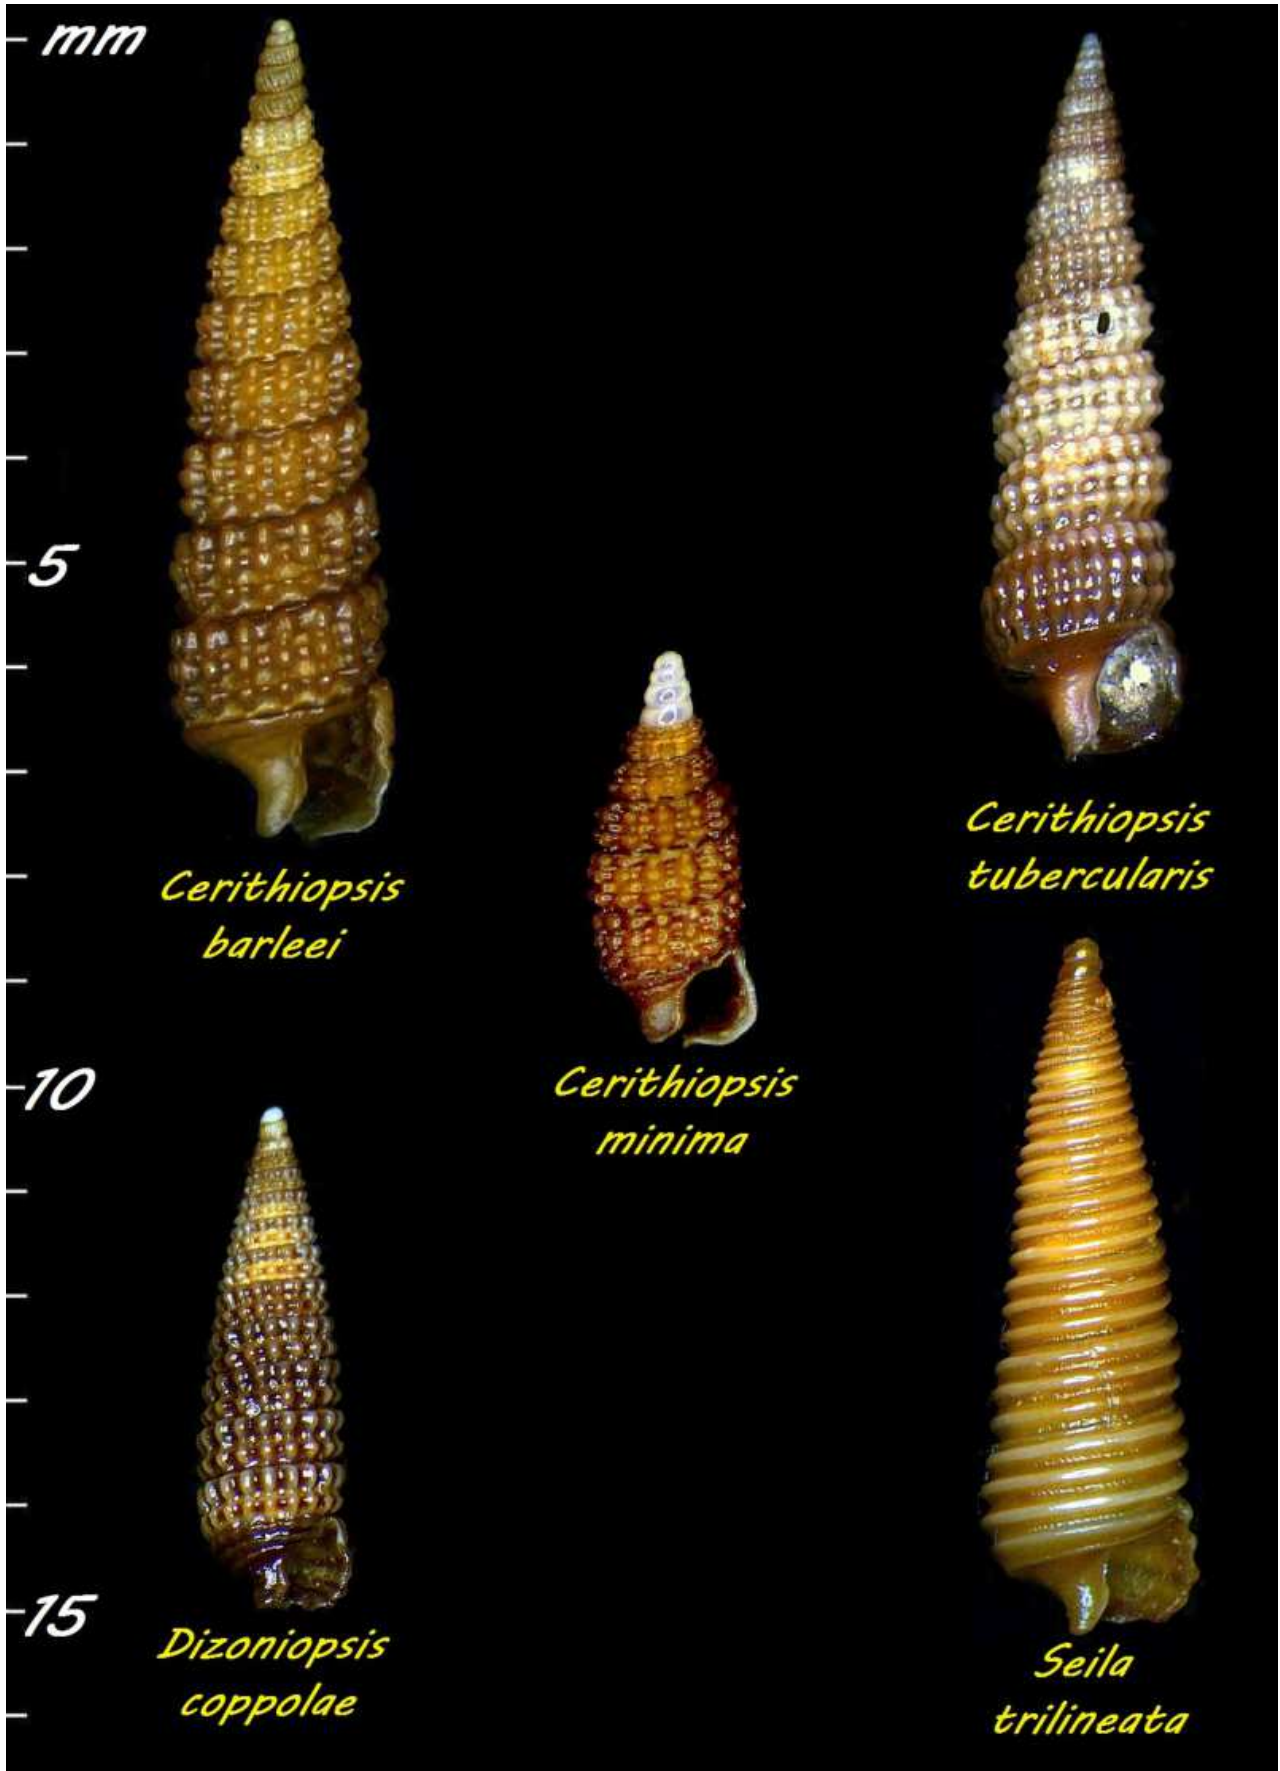 mm
5
Cerithiopsis
tubercularis
Cerithiopsis
barleei
10
Cerithiopsis
minima
15
Dizoniopsis
coppolae
Seila
trilineata